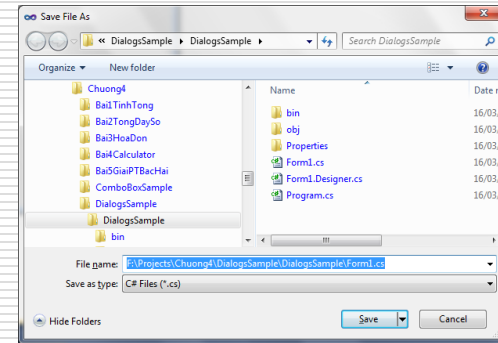 Save File As
« DialogsSample ▸ DialogsSample ▸
Search DialogsSample
Organize
New folder
Chuong4
Bai1TinhTong
Bai2TongDaySo
Bai3HoaDon
Bai4Calculator
Bai5GiaiPTBacHai
ComboBoxSample
DialogsSample
DialogsSample
bin
Name
Date
bin
16/03,
obj
16/03,
Properties
16/03,
Form1.cs
16/03,
Form1.Designer.cs
16/03,
Program.cs
16/03,
File name: F:\Projects\Chuong4\DialogsSample\DialogsSample\Form1.cs
Save as type: C# Files (*.cs)
Hide Folders
Save
Cancel